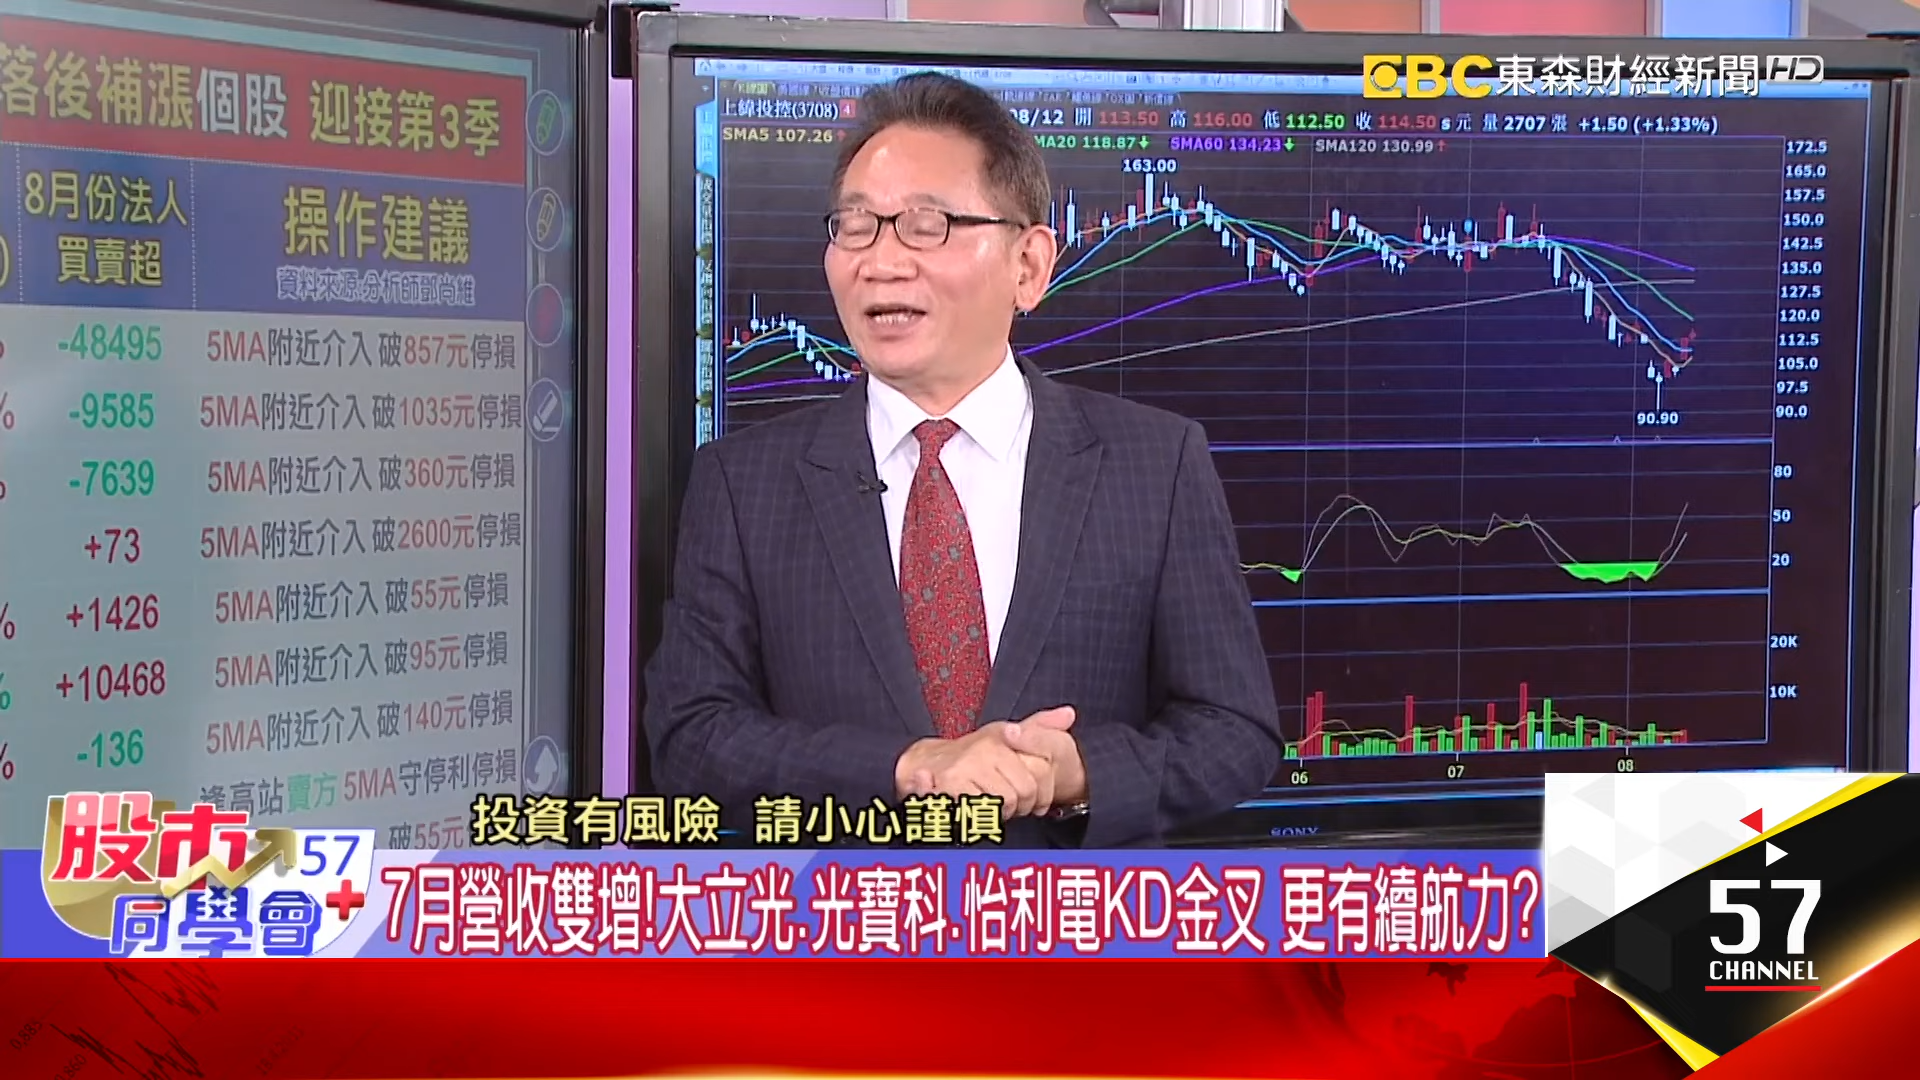 落後補漲個股 迎接第3季
8月份法人
買賣超
操作建議
資料來源:分析師鄧尚維
-48495 5MA附近介入 破857元停損
% -9585 5MA附近介入 破1035元停損
-7639 5MA附近介入 破360元停損
+73 5MA附近介入 破2600元停損
% +1426 5MA附近介入 破55元停損
% +10468 5MA附近介入 破95元停損
% -136 5MA附近介入 破140元停損
逢高站賣方 5MA守停利停損
破55元
EBC東森財經新聞HD
上緯投控(3708)
08/12 開 113.50 高 116.00 低 112.50 收 114.50 s 元 量 2707 張 +1.50 (+1.33%)
SMA5 107.26↑
MA20 118.87↓ SMA60 134.23↓ SMA120 130.99↑
163.00
90.90
172.5
165.0
157.5
150.0
142.5
135.0
127.5
120.0
112.5
105.0
97.5
90.0
80
50
20
20K
10K
06 07 08
SONY
投資有風險 請小心謹慎
股市57
同學會+
7月營收雙增!大立光.光寶科.怡利電KD金叉 更有續航力?
57
CHANNEL